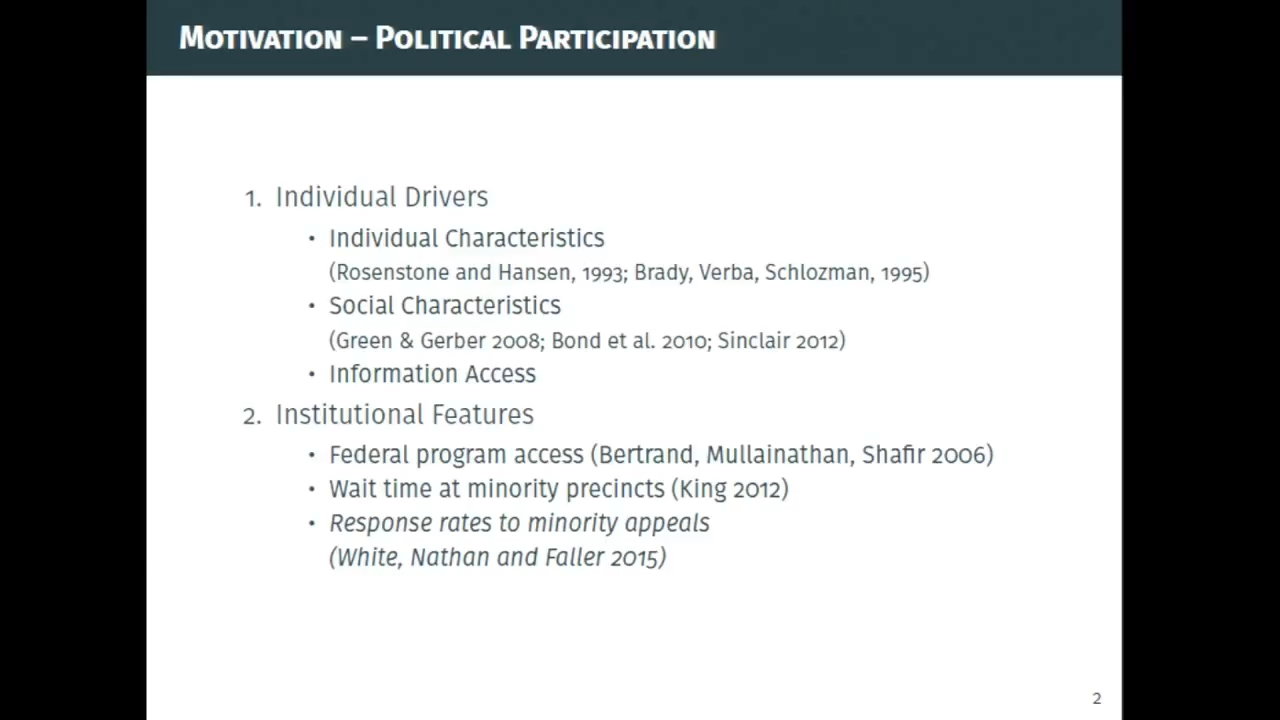 Motivation – Political Participation
1. Individual Drivers
• Individual Characteristics
(Rosenstone and Hansen, 1993; Brady, Verba, Schlozman, 1995)
• Social Characteristics
(Green & Gerber 2008; Bond et al. 2010; Sinclair 2012)
• Information Access
2. Institutional Features
• Federal program access (Bertrand, Mullainathan, Shafir 2006)
• Wait time at minority precincts (King 2012)
• Response rates to minority appeals
(White, Nathan and Faller 2015)
2